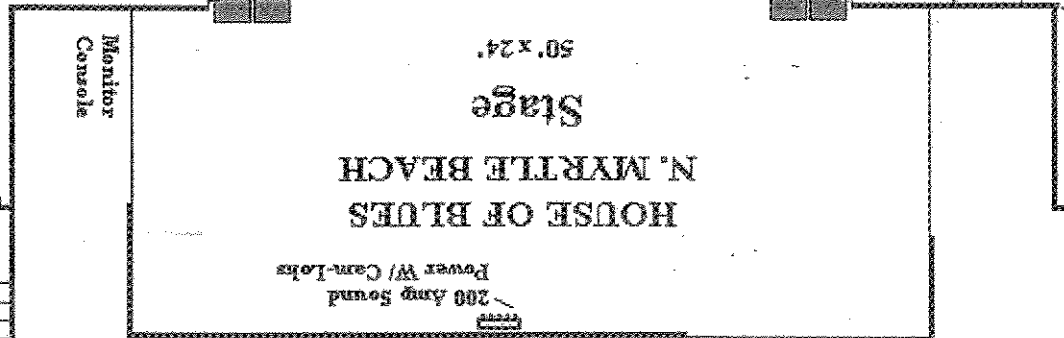 200 Amp Sound
Power W/ Cam-Loks
HOUSE OF BLUES
N. MYRTLE BEACH
Stage
50' x 24'
Monitor
Console